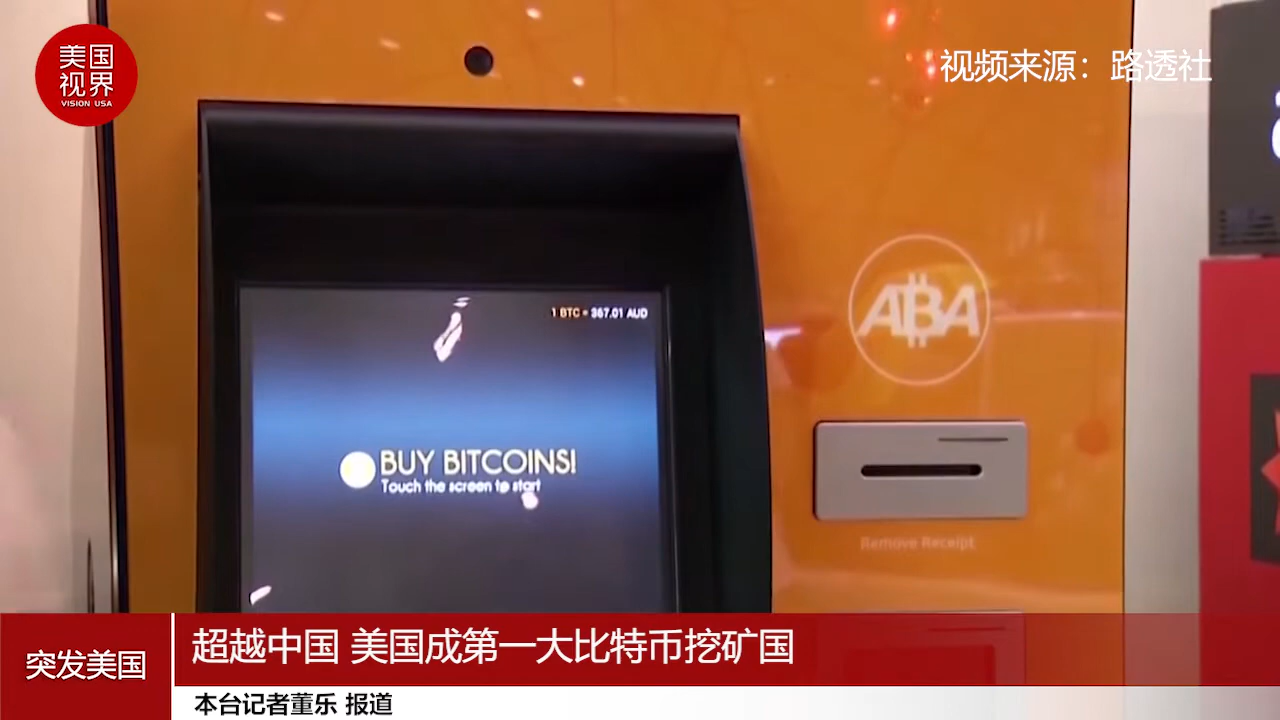 美国
视界
VISION USA
视频来源：路透社
1 BTC = 367.01 AUD
ABA
BUY BITCOINS!
Touch the screen to start
Remove Receipt
突发美国
超越中国 美国成第一大比特币挖矿国
本台记者董乐 报道